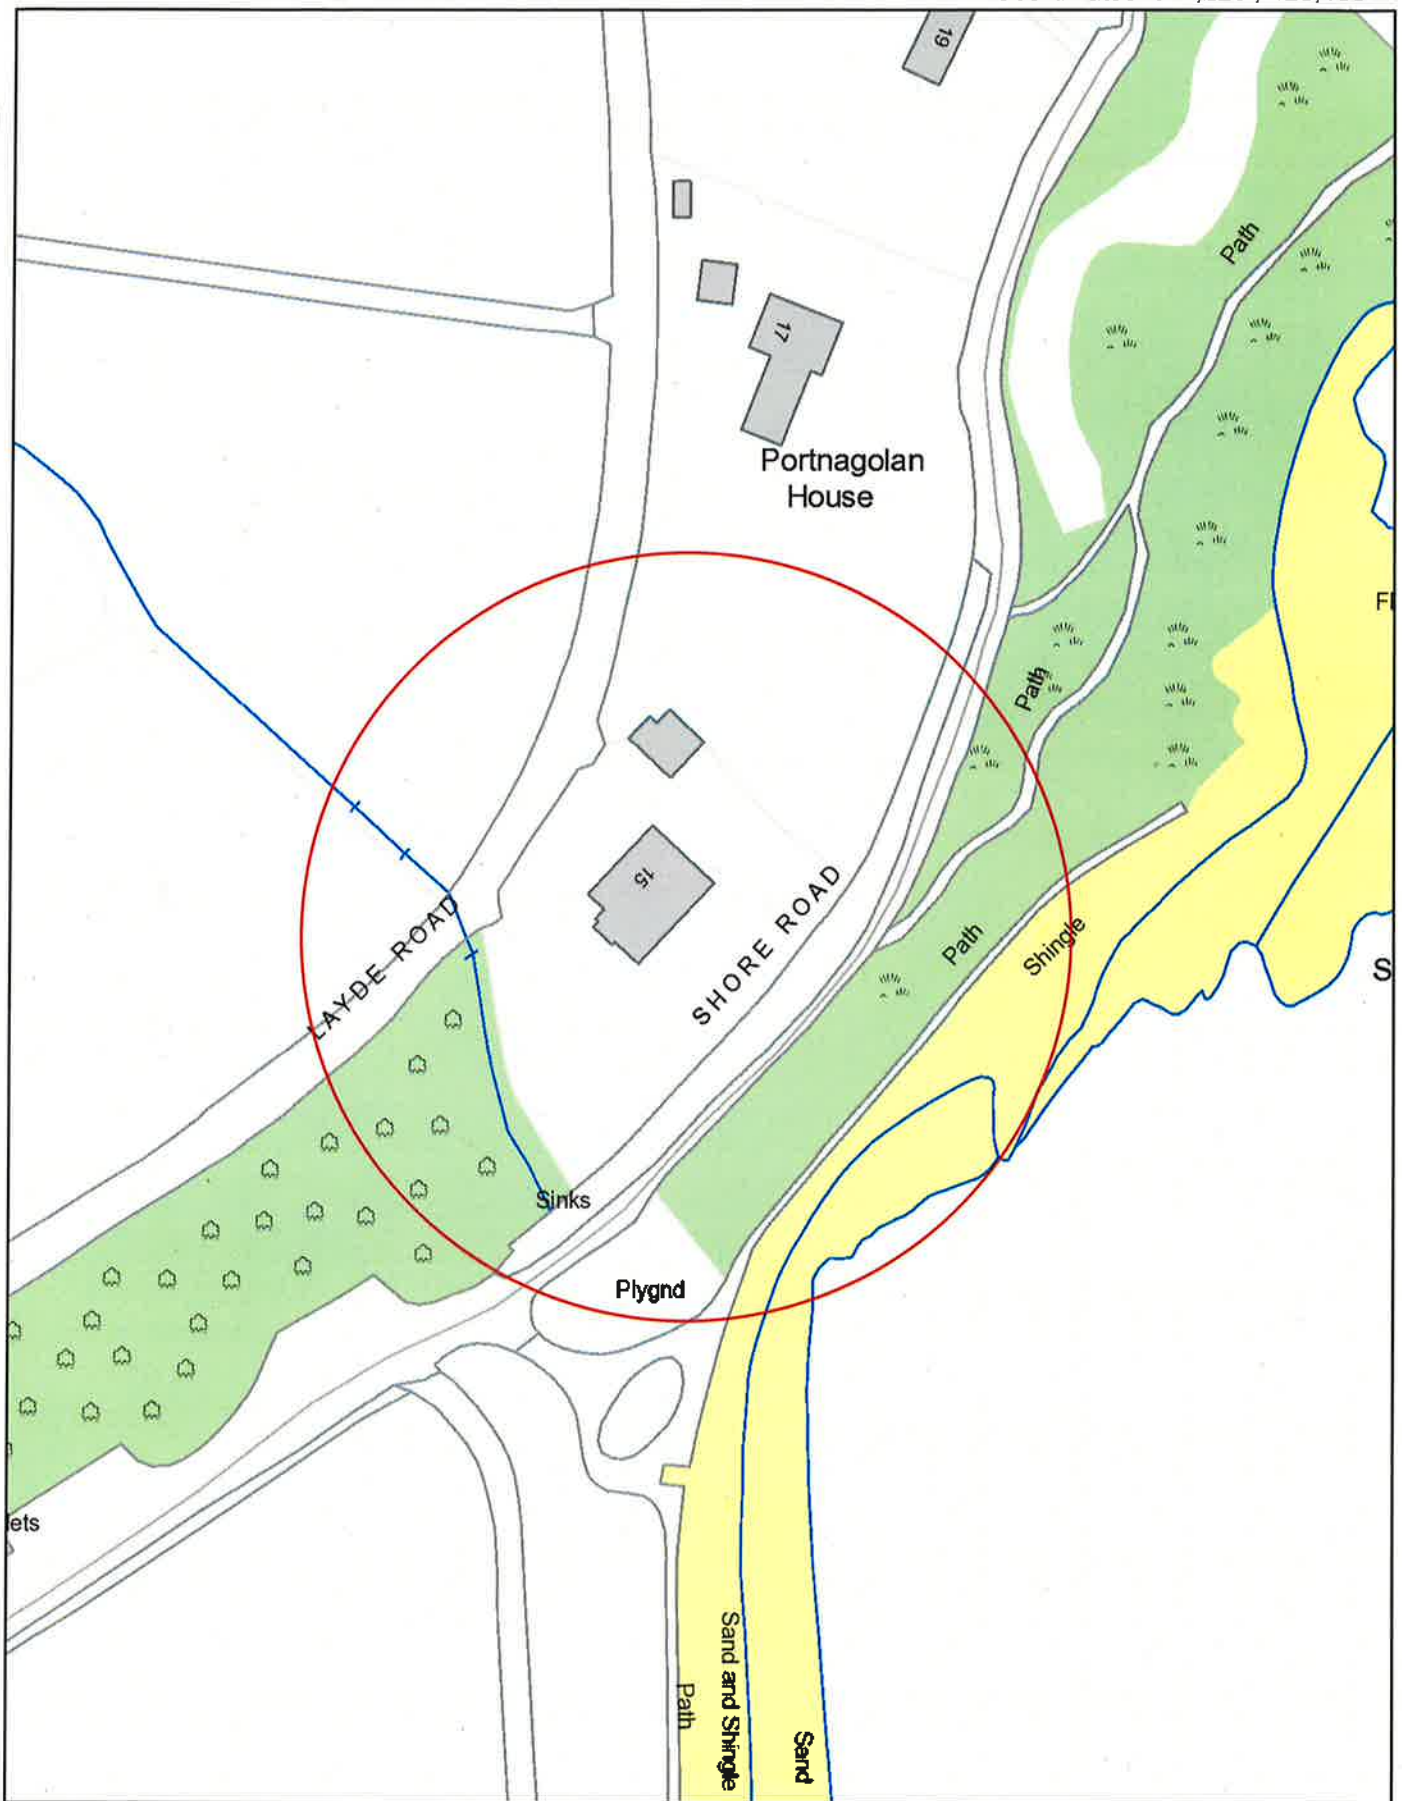 19
Path
17
Portnagolan
House
Path
15
LAYDE ROAD
SHORE ROAD
Path
Shingle
Sinks
Plygnd
Path
Sand and Shingle
Sand